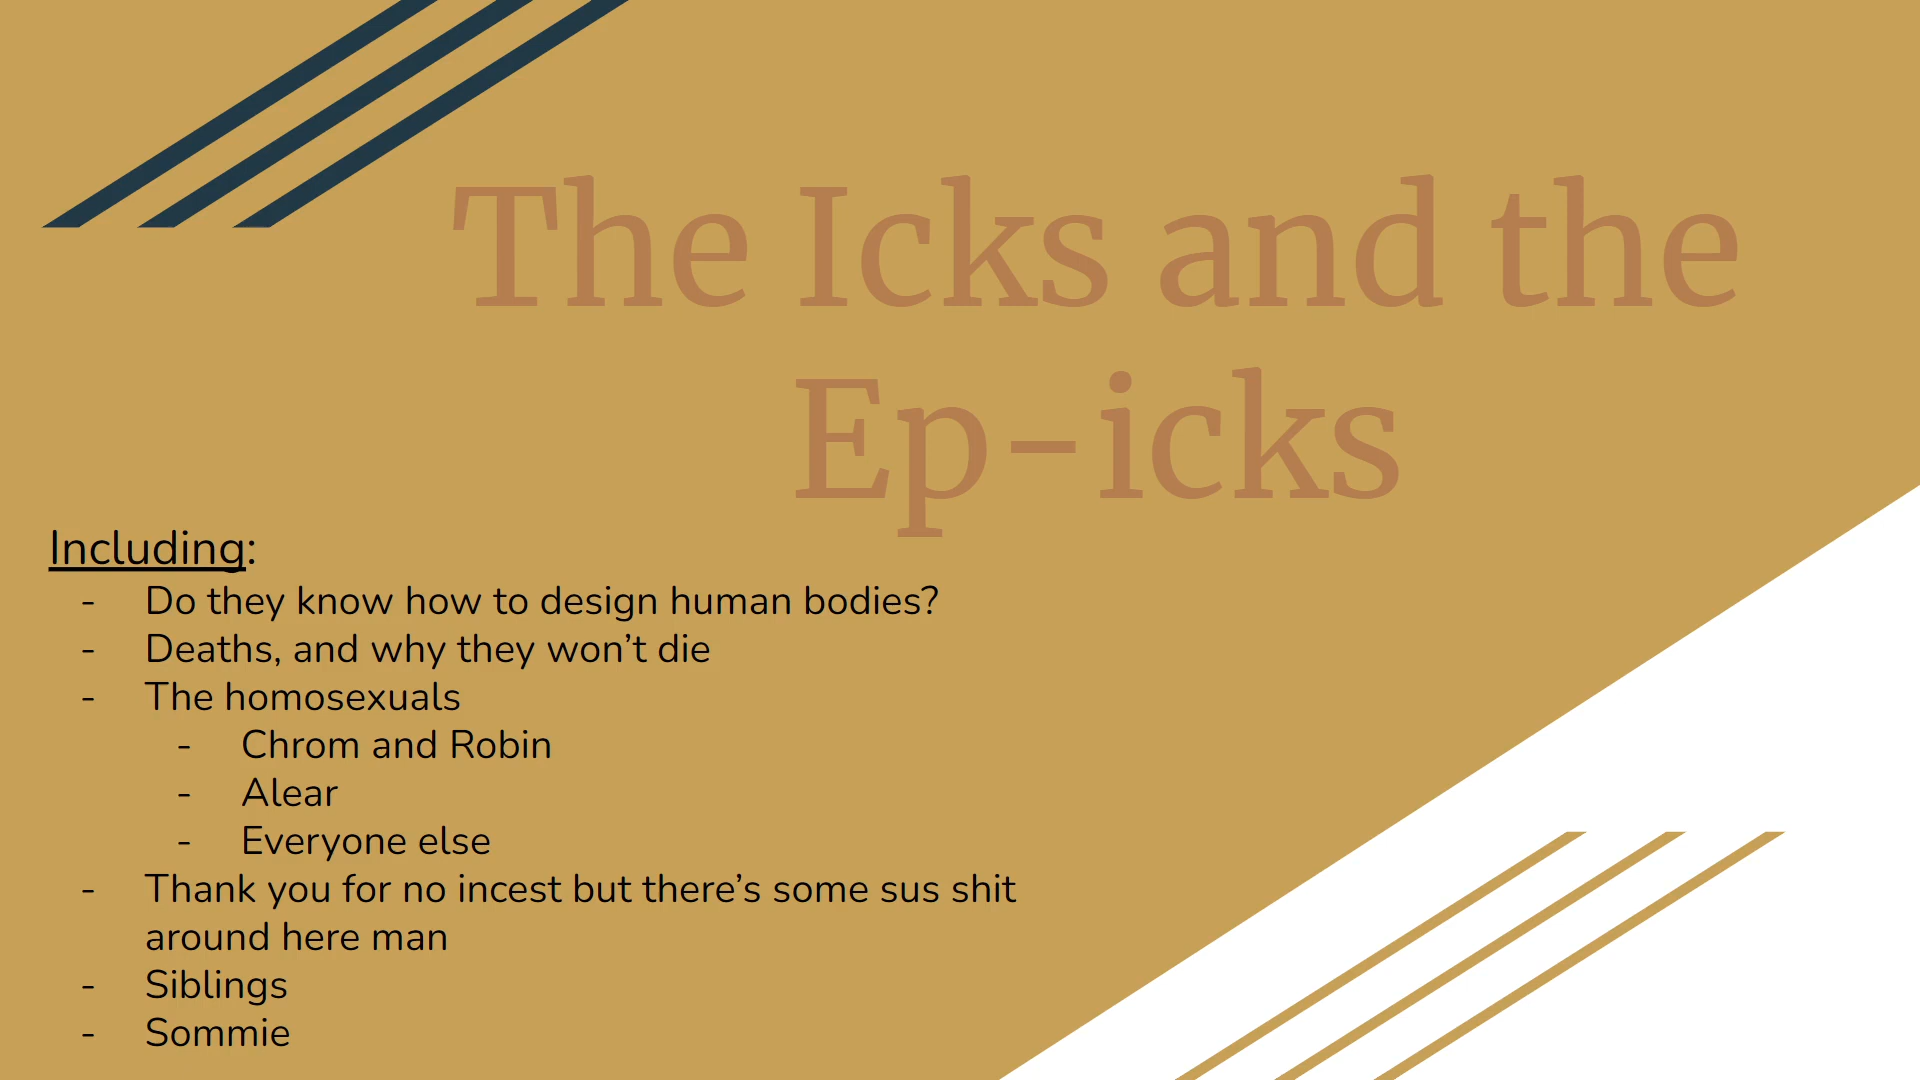 The Icks and the
Ep-icks
Including:
- Do they know how to design human bodies?
- Deaths, and why they won’t die
- The homosexuals
- Chrom and Robin
- Alear
- Everyone else
- Thank you for no incest but there’s some sus shit
around here man
- Siblings
- Sommie